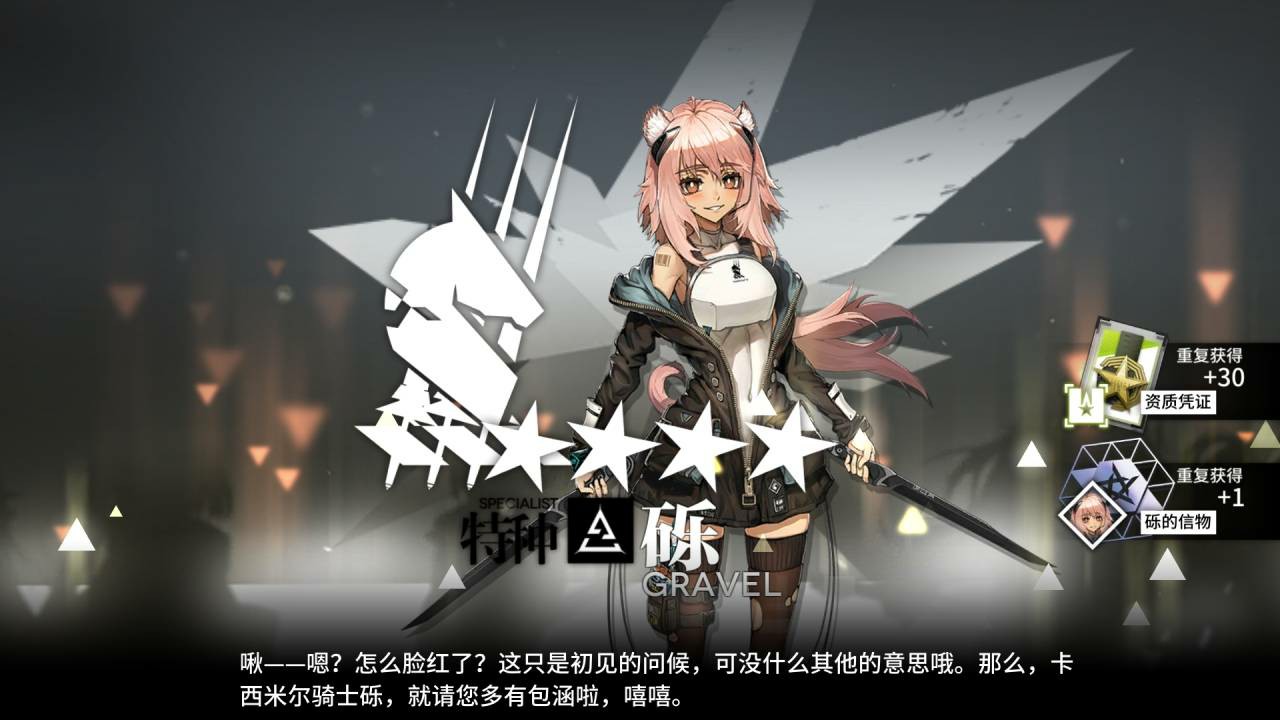 重复获得
+30
资质凭证
重复获得
+1
砾的信物
SPECIALIST
特种
砾
GRAVEL
啾——嗯？怎么脸红了？这只是初见的问候，可没什么其他的意思哦。那么，卡
西米尔骑士砾，就请您多有包涵啦，嘻嘻。